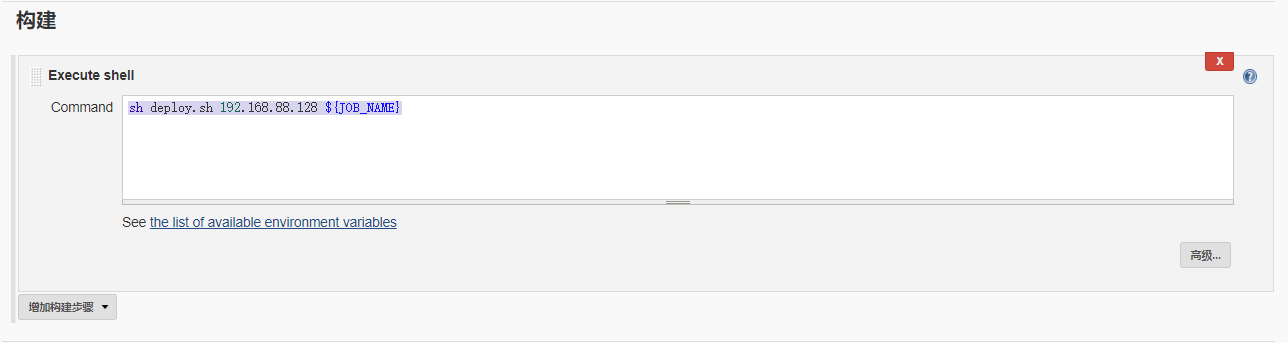 构建
Execute shell
X
Command
sh deploy.sh 192.168.88.128 ${JOB_NAME}
See the list of available environment variables
高级...
增加构建步骤